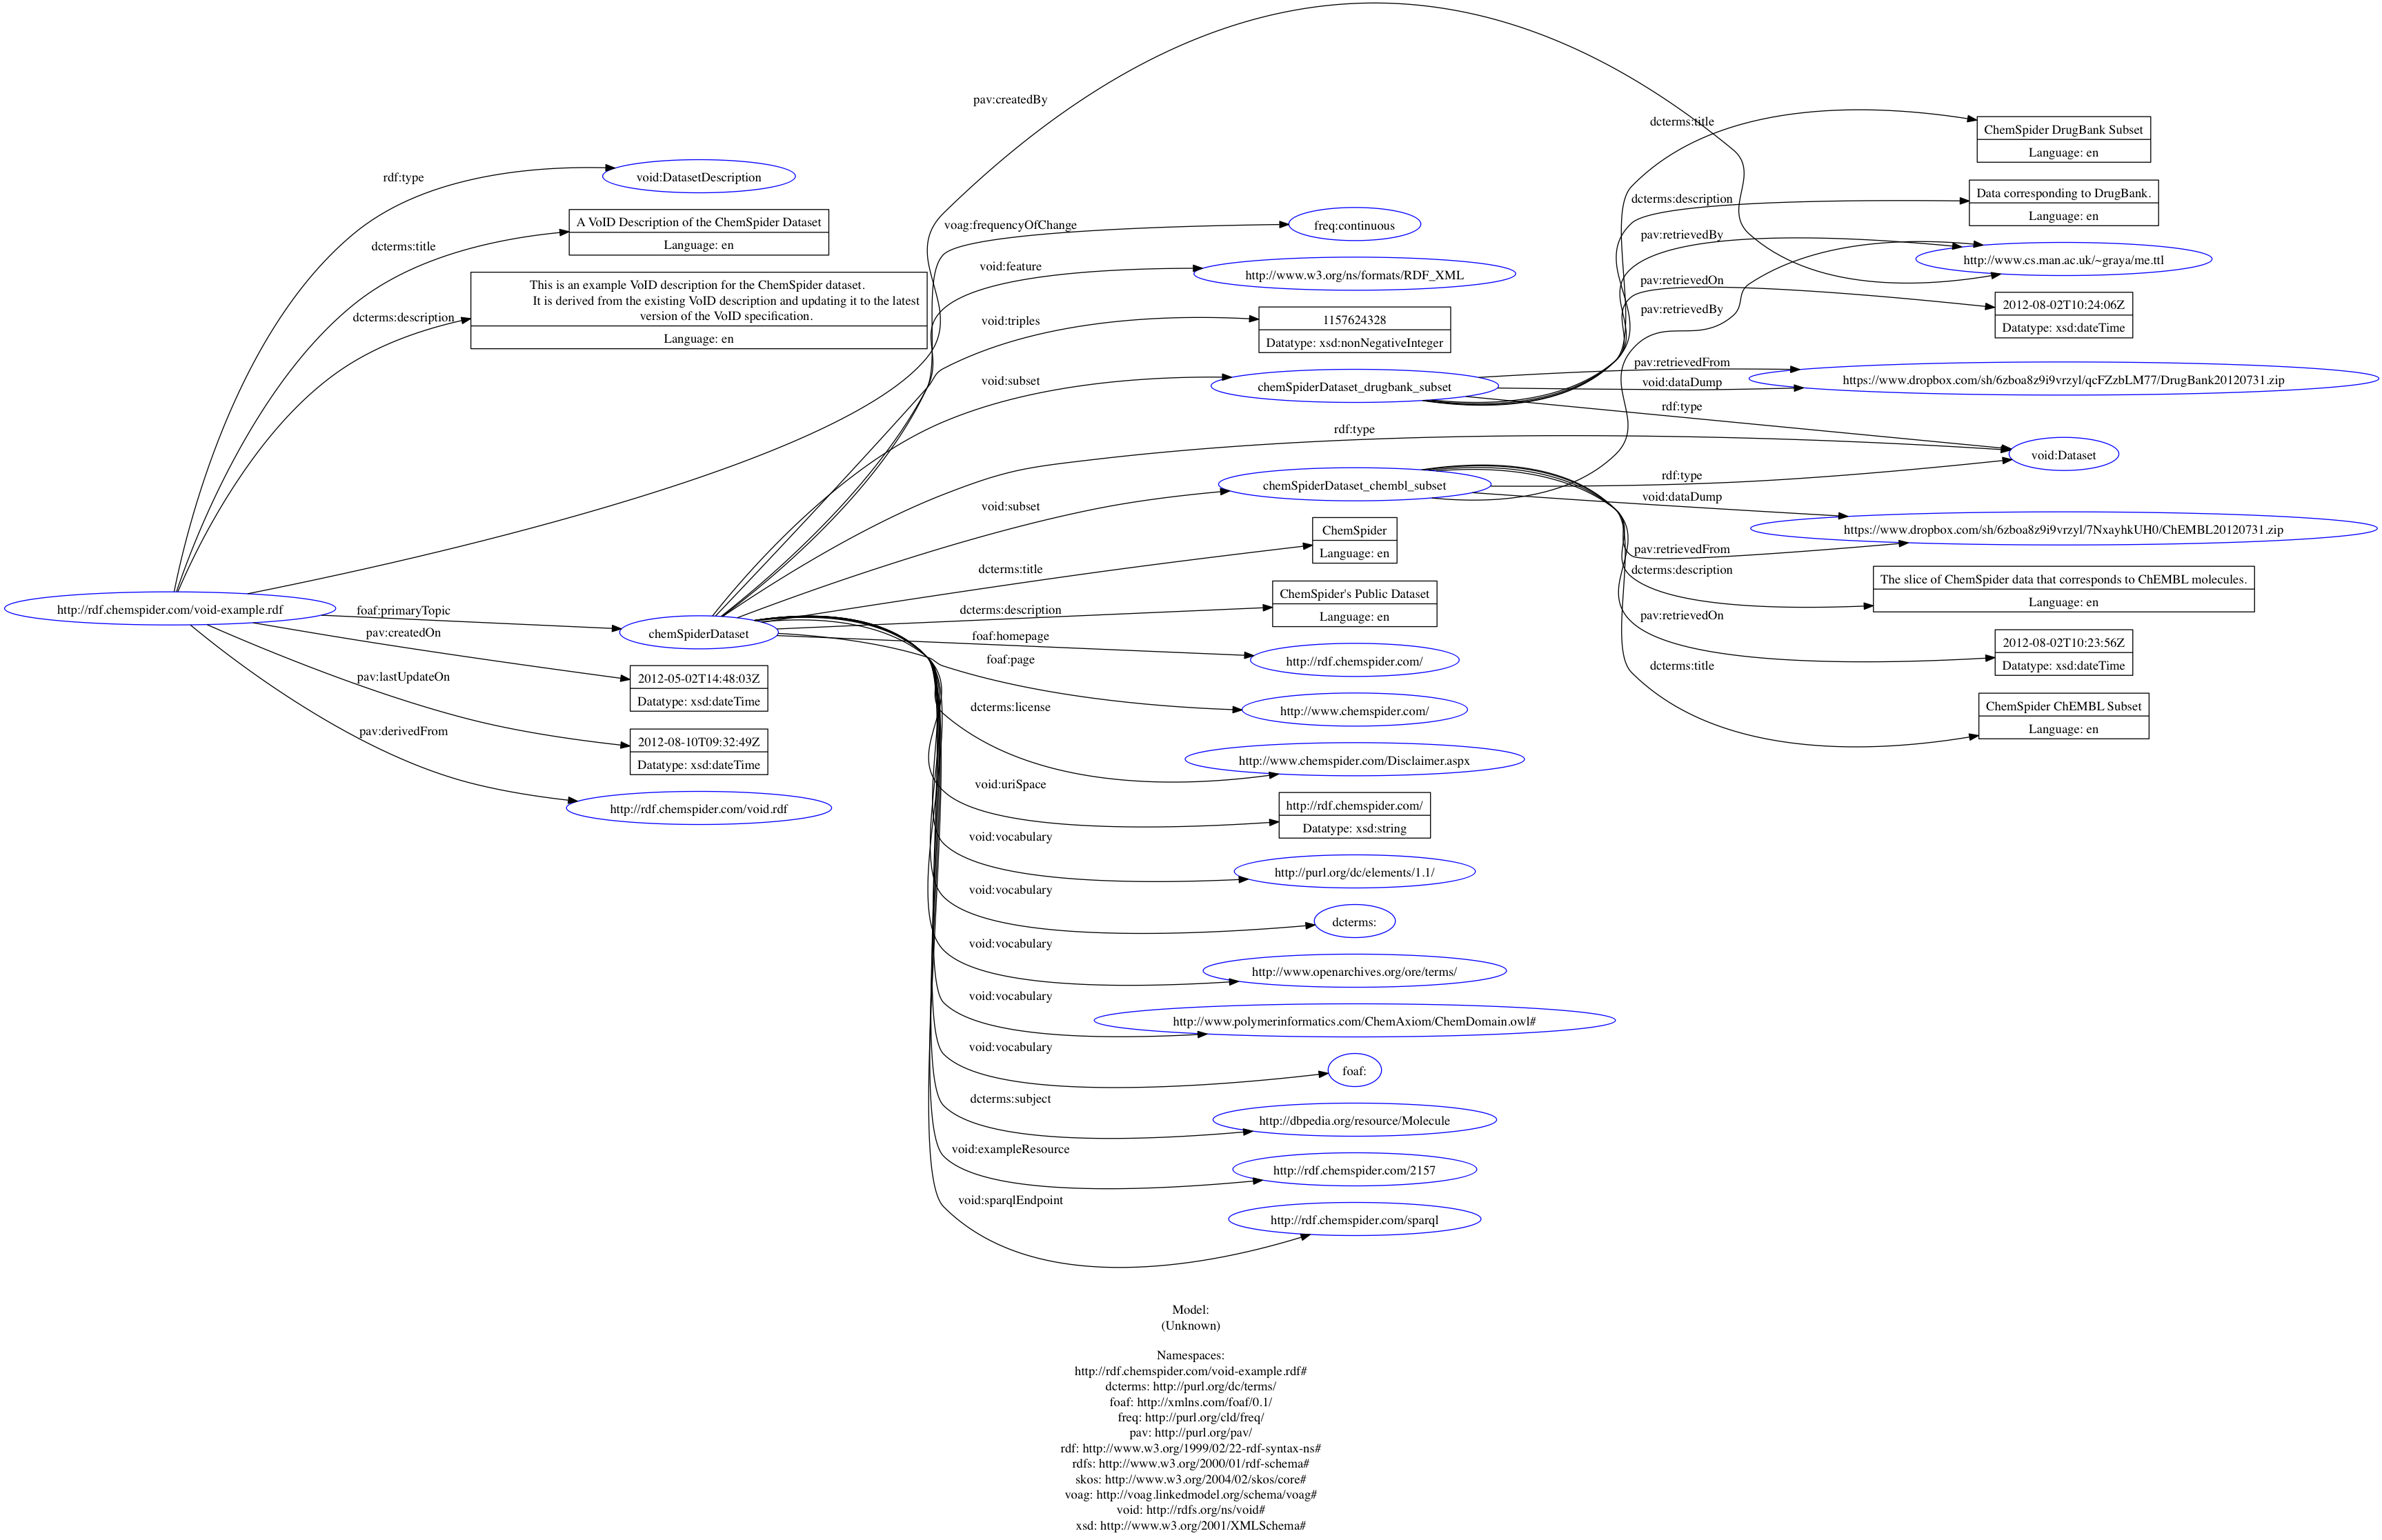 pav:createdBy
dcterms:title
ChemSpider DrugBank Subset
Language: en
rdf:type
void:DatasetDescription
dcterms:description
Data corresponding to DrugBank.
Language: en
A VoID Description of the ChemSpider Dataset
Language: en
dcterms:title
voag:frequencyOfChange
freq:continuous
pav:retrievedBy
http://www.cs.man.ac.uk/~graya/me.ttl
void:feature
http://www.w3.org/ns/formats/RDF_XML
pav:retrievedOn
2012-08-02T10:24:06Z
Datatype: xsd:dateTime
This is an example VoID description for the ChemSpider dataset.
It is derived from the existing VoID description and updating it to the latest
version of the VoID specification.
Language: en
dcterms:description
void:triples
1157624328
Datatype: xsd:nonNegativeInteger
pav:retrievedBy
void:subset
chemSpiderDataset_drugbank_subset
pav:retrievedFrom
void:dataDump
https://www.dropbox.com/sh/6zboa8z9i9vrzyl/qcFZzbLM77/DrugBank20120731.zip
rdf:type
rdf:type
void:Dataset
void:subset
chemSpiderDataset_chembl_subset
rdf:type
void:dataDump
https://www.dropbox.com/sh/6zboa8z9i9vrzyl/7NxayhkUH0/ChEMBL20120731.zip
ChemSpider
Language: en
pav:retrievedFrom
dcterms:title
dcterms:description
The slice of ChemSpider data that corresponds to ChEMBL molecules.
Language: en
http://rdf.chemspider.com/void-example.rdf
foaf:primaryTopic
chemSpiderDataset
dcterms:description
ChemSpider's Public Dataset
Language: en
pav:retrievedOn
2012-08-02T10:23:56Z
Datatype: xsd:dateTime
pav:createdOn
foaf:homepage
http://rdf.chemspider.com/
foaf:page
dcterms:title
2012-05-02T14:48:03Z
Datatype: xsd:dateTime
pav:lastUpdateOn
http://www.chemspider.com/
dcterms:license
ChemSpider ChEMBL Subset
Language: en
pav:derivedFrom
2012-08-10T09:32:49Z
Datatype: xsd:dateTime
http://www.chemspider.com/Disclaimer.aspx
void:uriSpace
http://rdf.chemspider.com/void.rdf
http://rdf.chemspider.com/
Datatype: xsd:string
void:vocabulary
http://purl.org/dc/elements/1.1/
void:vocabulary
dcterms:
void:vocabulary
http://www.openarchives.org/ore/terms/
void:vocabulary
http://www.polymerinformatics.com/ChemAxiom/ChemDomain.owl#
void:vocabulary
foaf:
dcterms:subject
http://dbpedia.org/resource/Molecule
void:exampleResource
http://rdf.chemspider.com/2157
void:sparqlEndpoint
http://rdf.chemspider.com/sparql
Model:
(Unknown)
Namespaces:
http://rdf.chemspider.com/void-example.rdf#
dcterms: http://purl.org/dc/terms/
foaf: http://xmlns.com/foaf/0.1/
freq: http://purl.org/cld/freq/
pav: http://purl.org/pav/
rdf: http://www.w3.org/1999/02/22-rdf-syntax-ns#
rdfs: http://www.w3.org/2000/01/rdf-schema#
skos: http://www.w3.org/2004/02/skos/core#
voag: http://voag.linkedmodel.org/schema/voag#
void: http://rdfs.org/ns/void#
xsd: http://www.w3.org/2001/XMLSchema#